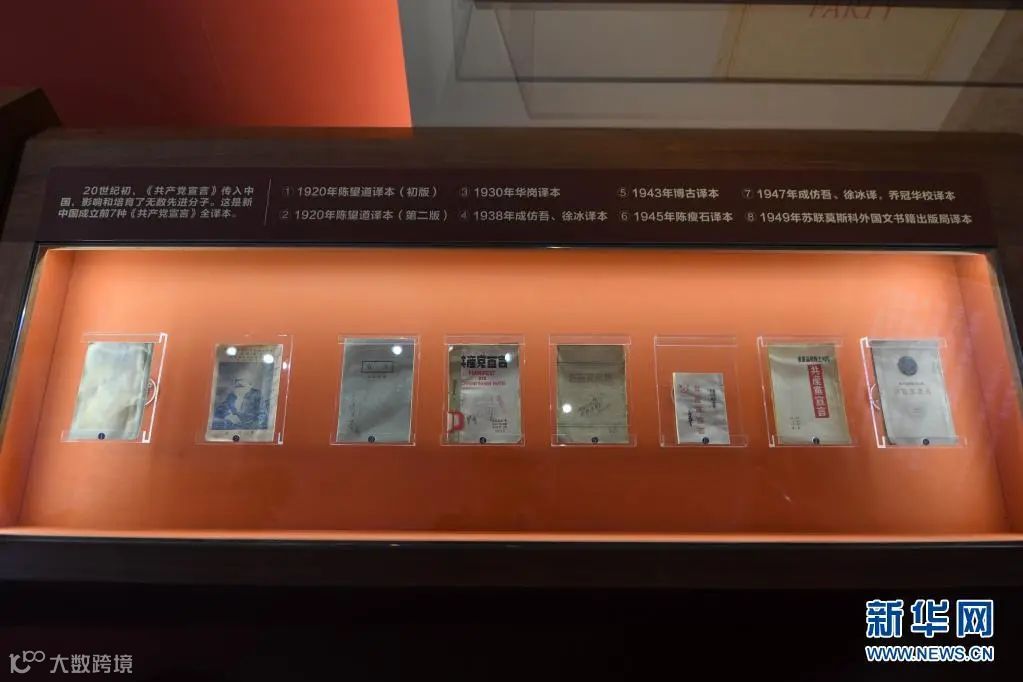 PARTY
20世纪初,《共产党宣言》传入中
国,影响和培育了无数先进分子。这是新
中国成立前7种《共产党宣言》全译本。
① 1920年陈望道译本(初版)
② 1920年陈望道译本(第二版)
③ 1930年华岗译本
④ 1938年成仿吾、徐冰译本
⑤ 1943年博古译本
⑥ 1945年陈瘦石译本
⑦ 1947年成仿吾、徐冰译,乔冠华校译本
⑧ 1949年苏联莫斯科外国文书籍出版局译本
共產党宣言
MANIFEST
共產黨宣言
新华网
WWW.NEWS.CN
大数跨境